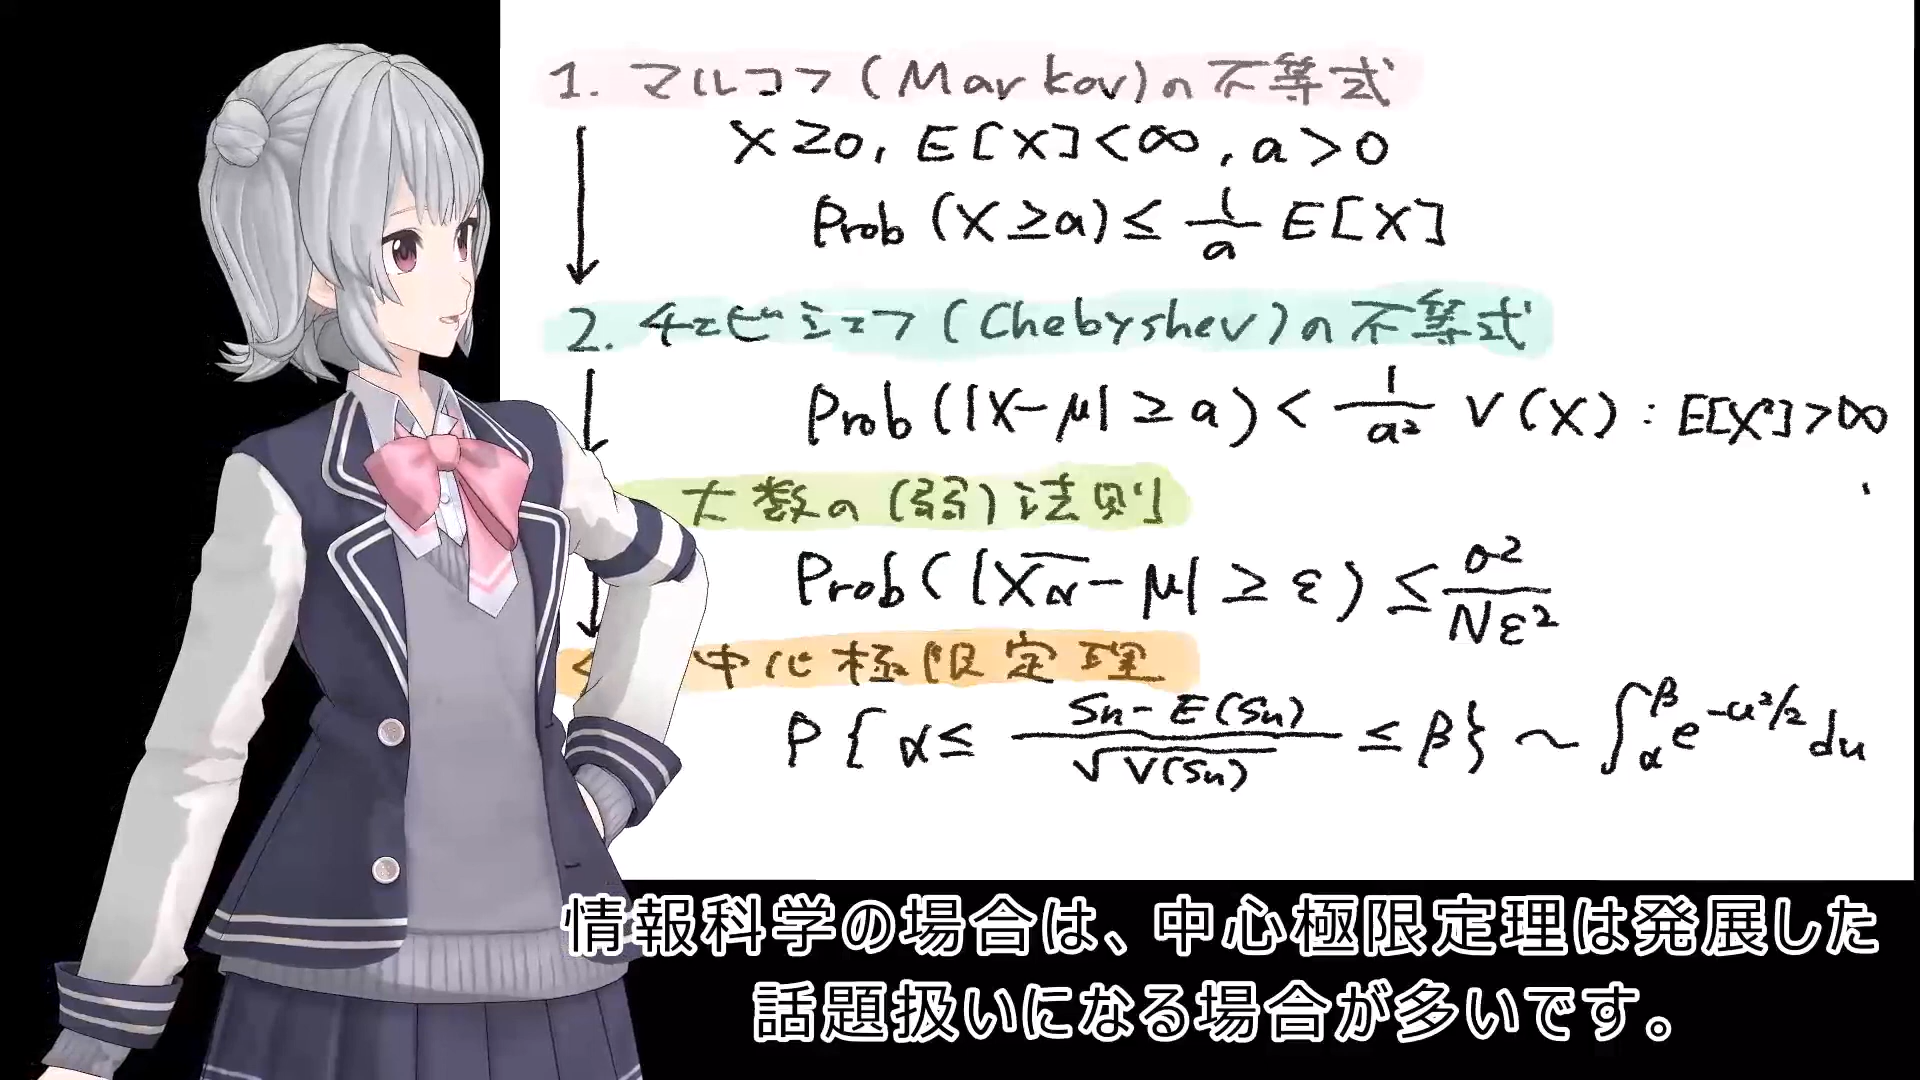 1. マルコフ(Markov)の不等式
X≥0, E[X]<∞, a>0
Prob (X≥a) ≤ 1/a E[X]
2. チェビシェフ(Chebyshev)の不等式
Prob(|X-μ| ≥ a) < 1/a² V(X) : E[X²]>∞
大数の(弱)法則
Prob(|X̅n̅-μ| ≥ ε) ≤ σ²/Nε²
中心極限定理
P{α ≤ Sn-E(Sn)/√V(Sn) ≤ β} ~ ∫αβ e^-u²/2 du
情報科学の場合は、中心極限定理は発展した
話題扱いになる場合が多いです。